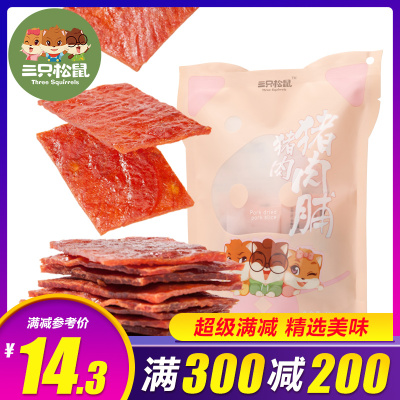 三只松鼠
Three Squirrels
三只松鼠
Three Squirrels
猪肉
猪肉脯
满减参考价
¥14.3
超级满减 精选美味
满300减200